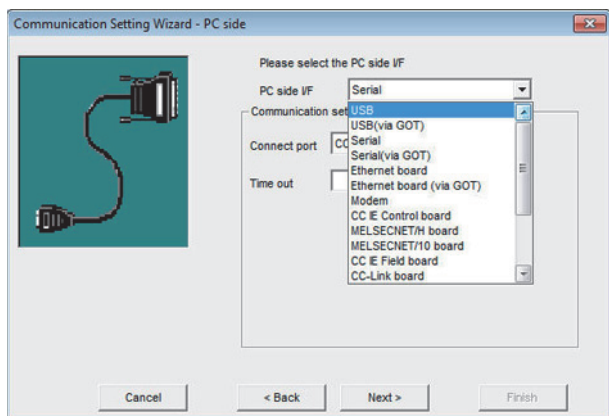 Communication Setting Wizard - PC side
Please select the PC side I/F
PC side I/F Serial
USB
Communication set
USB(via GOT)
Serial
Connect port CO
Serial(via GOT)
Ethernet board
Time out
Ethernet board (via GOT)
Modem
CC IE Control board
MELSECNET/H board
MELSECNET/10 board
CC IE Field board
CC-Link board
Cancel < Back Next > Finish